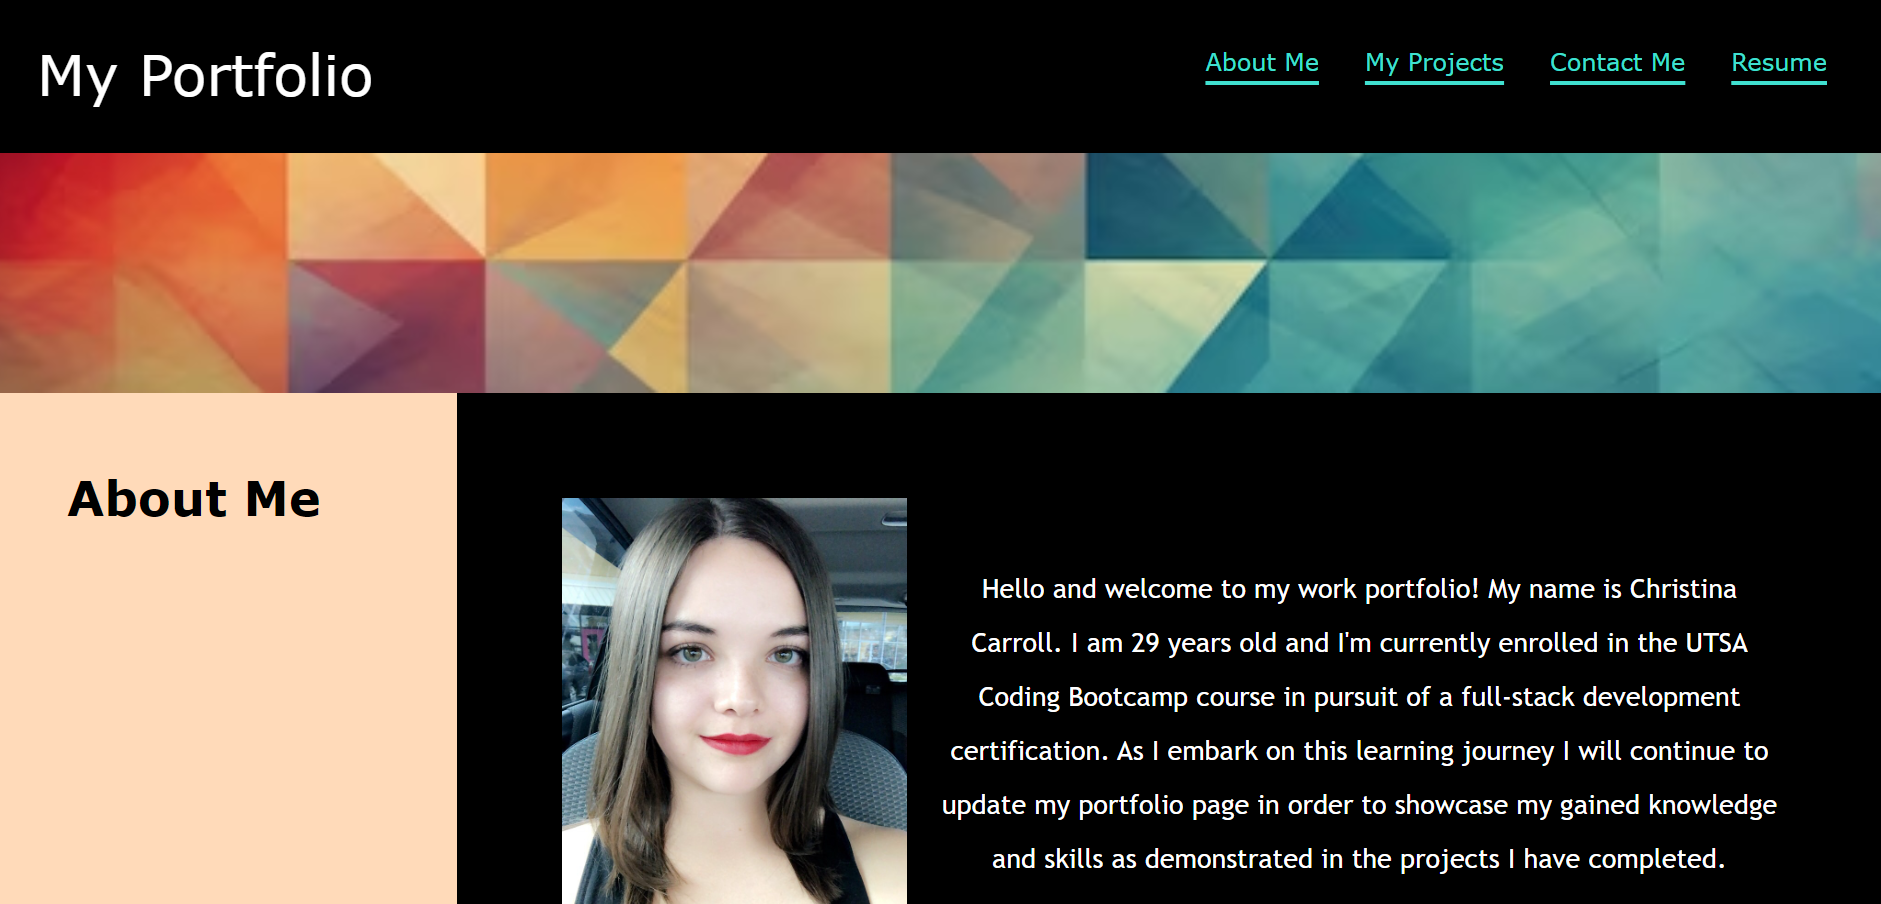 My Portfolio
About Me
My Projects
Contact Me
Resume
About Me
Hello and welcome to my work portfolio! My name is Christina
Carroll. I am 29 years old and I'm currently enrolled in the UTSA
Coding Bootcamp course in pursuit of a full-stack development
certification. As I embark on this learning journey I will continue to
update my portfolio page in order to showcase my gained knowledge
and skills as demonstrated in the projects I have completed.